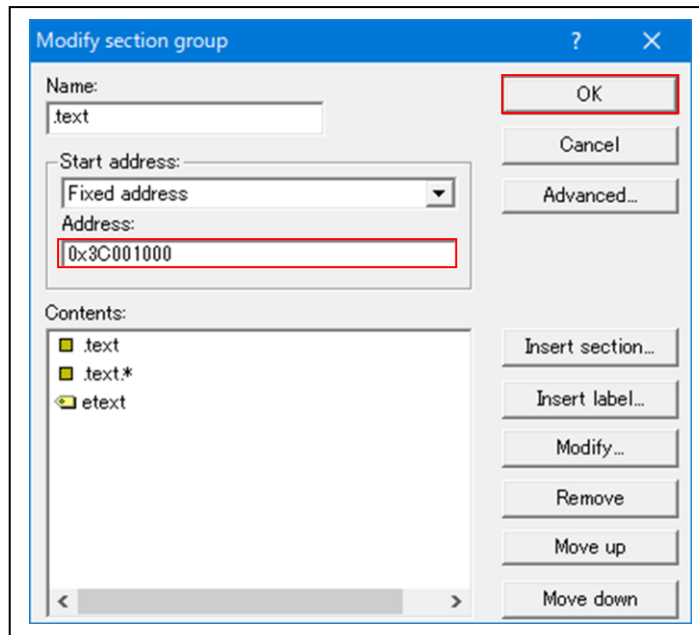 Modify section group ? ×
Name:
.text
Start address:
Fixed address
Address:
0x3C001000
Contents:
.text
.text.*
etext
OK
Cancel
Advanced...
Insert section...
Insert label...
Modify...
Remove
Move up
Move down